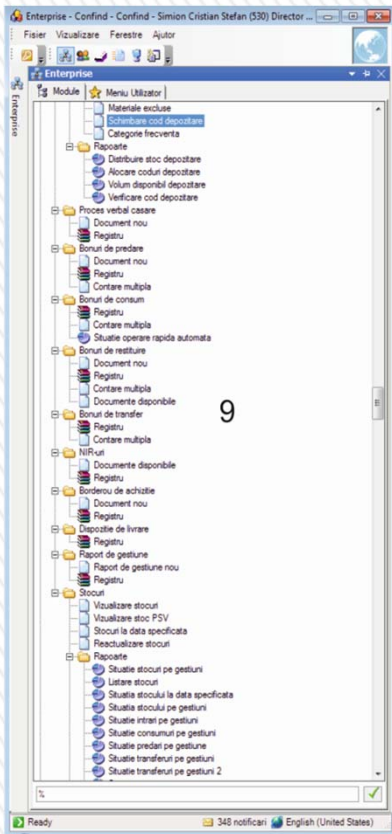 Enterprise - Confind - Confind - Simion Cristian Stefan (530) Director ...
Fisier Vizualizare Ferestre Ajutor
Enterprise
Enterprise
Module Meniu Utilizator
Materiale excluse
Schimbare cod depozitare
Categorie frecventa
Rapoarte
Distribuire stoc depozitare
Alocare coduri depozitare
Volum disponibil depozitare
Verificare cod depozitare
Proces verbal casare
Document nou
Registru
Bonuri de predare
Document nou
Registru
Contare multipla
Bonuri de consum
Registru
Contare multipla
Situatie operare rapida automata
Bonuri de restituire
Document nou
Registru
Contare multipla
Documente disponibile
9
Bonuri de transfer
Registru
Contare multipla
NIR-uri
Documente disponibile
Registru
Borderou de achizitie
Document nou
Registru
Dispozitie de livrare
Registru
Raport de gestiune
Raport de gestiune nou
Registru
Stocuri
Vizualizare stocuri
Vizualizare stoc PSV
Stocuri la data specificata
Reactualizare stocuri
Rapoarte
Situatie stocuri pe gestiuni
Listare stocuri
Situatia stocului la data specificata
Situatia stocului pe gestiuni
Situatie intrari pe gestiuni
Situatie consumuri pe gestiuni
Situatie predari pe gestiune
Situatie transferuri pe gestiuni
Situatie transferuri pe gestiuni 2
%
Ready 348 notificari English (United States)